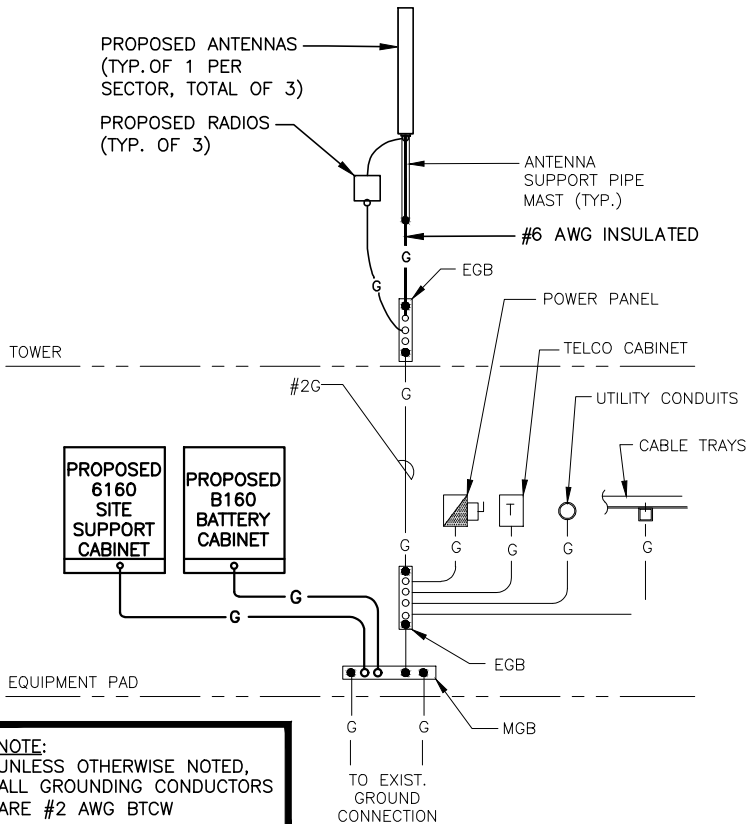 PROPOSED ANTENNAS
(TYP. OF 1 PER
SECTOR, TOTAL OF 3)
PROPOSED RADIOS
(TYP. OF 3)
ANTENNA
SUPPORT PIPE
MAST (TYP.)
#6 AWG INSULATED
G
EGB
G
POWER PANEL
TOWER
TELCO CABINET
#2G
G
UTILITY CONDUITS
CABLE TRAYS
PROPOSED
6160
SITE
SUPPORT
CABINET
PROPOSED
B160
BATTERY
CABINET
T
G
G
G
G
G
G
G
EGB
EQUIPMENT PAD
G
G
MGB
NOTE:
UNLESS OTHERWISE NOTED,
ALL GROUNDING CONDUCTORS
ARE #2 AWG BTCW
TO EXIST.
GROUND
CONNECTION